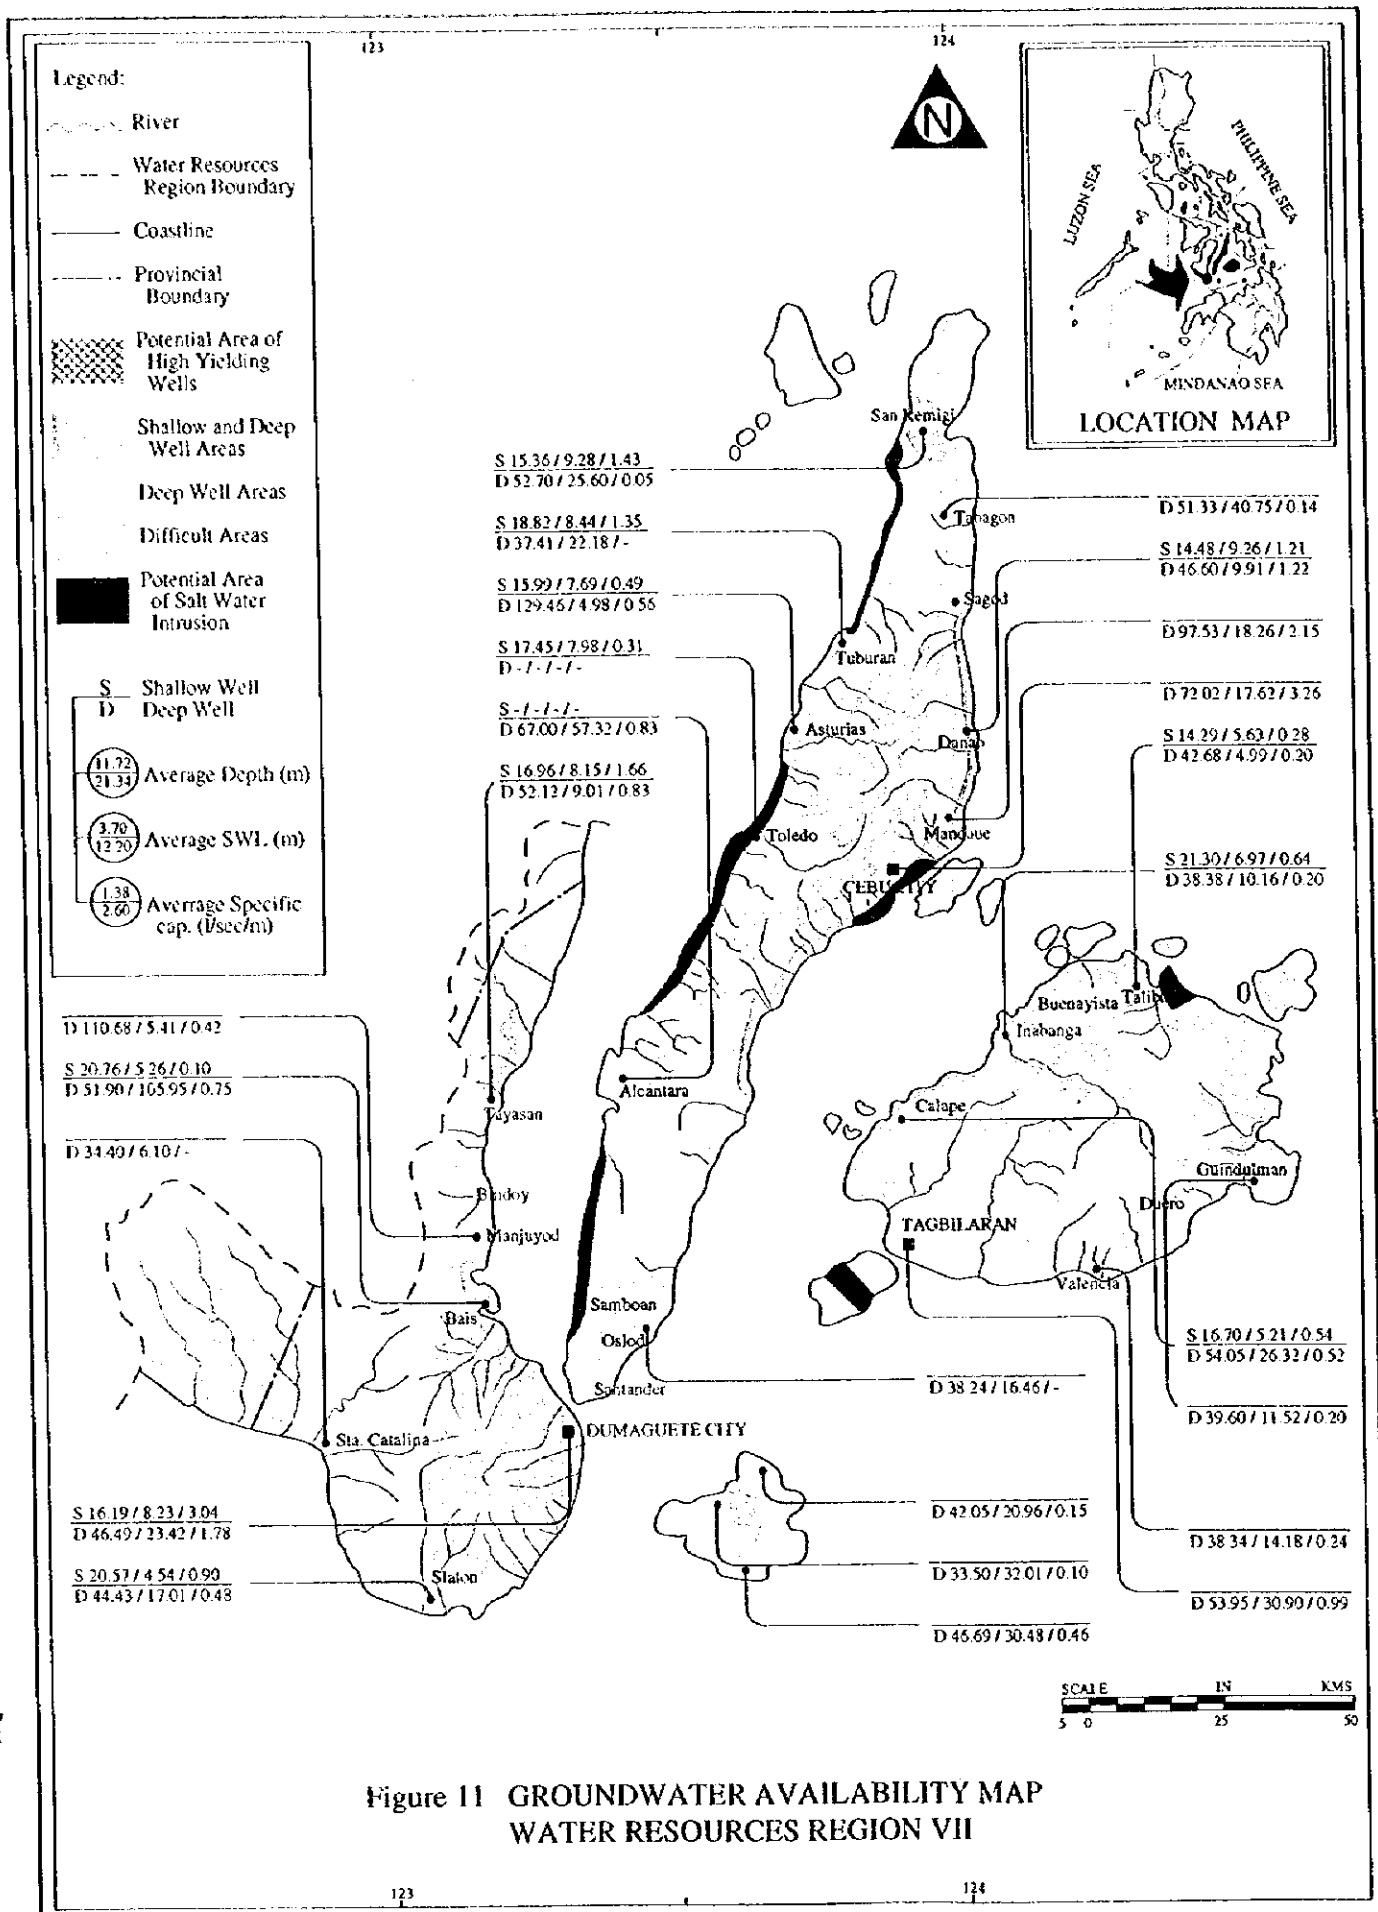 123
124
Legend:
River
Water Resources
Region Boundary
Coastline
Provincial
Boundary
Potential Area of
High Yielding
Wells
Shallow and Deep
Well Areas
Deep Well Areas
Difficult Areas
Potential Area
of Salt Water
Intrusion
S Shallow Well
D Deep Well
11.72
21.34
Average Depth (m)
3.70
12.20
Average SWL (m)
1.38
2.60
Averrage Specific
cap. (l/sec/m)
N
LUZON SEA
PHILIPPINE SEA
MINDANAO SEA
LOCATION MAP
San Remigi
S 15.36 / 9.28 / 1.43
D 52.70 / 25.60 / 0.05
S 18.82 / 8.44 / 1.35
D 37.41 / 22.18 / -
S 15.99 / 7.69 / 0.49
D 129.46 / 4.98 / 0.56
S 17.45 / 7.98 / 0.31
D - / - / - / -
S - / - / - / -
D 67.00 / 57.32 / 0.83
S 16.96 / 8.15 / 1.66
D 52.12 / 9.01 / 0.83
Tabagon
D 51.33 / 40.75 / 0.14
S 14.48 / 9.26 / 1.21
D 46.60 / 9.91 / 1.22
Sagod
D 97.53 / 18.26 / 2.15
Tuburan
D 72.02 / 17.62 / 3.26
Asturias
Danao
S 14.29 / 5.63 / 0.28
D 42.68 / 4.99 / 0.20
Toledo
Mandaue
CEBU CITY
S 21.30 / 6.97 / 0.64
D 38.38 / 10.16 / 0.20
Buenavista
Talib
Inabanga
D 110.68 / 5.41 / 0.42
S 20.76 / 5.26 / 0.10
D 51.90 / 105.95 / 0.75
D 34.40 / 6.10 / -
Tayasan
Alcantara
Calape
Guindulman
Bindoy
Manjuyod
Duero
TAGBILARAN
Valencia
Bais
Samboan
Oslod
Santander
S 16.70 / 5.21 / 0.54
D 54.05 / 26.32 / 0.52
D 38.24 / 16.46 / -
D 39.60 / 11.52 / 0.20
Sta. Catalina
DUMAGUETE CITY
S 16.19 / 8.23 / 3.04
D 46.49 / 23.42 / 1.78
D 42.05 / 20.96 / 0.15
D 38.34 / 14.18 / 0.24
S 20.57 / 4.54 / 0.90
D 44.43 / 17.01 / 0.48
Siaton
D 33.50 / 32.01 / 0.10
D 53.95 / 30.90 / 0.99
D 46.69 / 30.48 / 0.46
SCALE IN KMS
5 0 25 50
Figure 11 GROUNDWATER AVAILABILITY MAP
WATER RESOURCES REGION VII
123
124